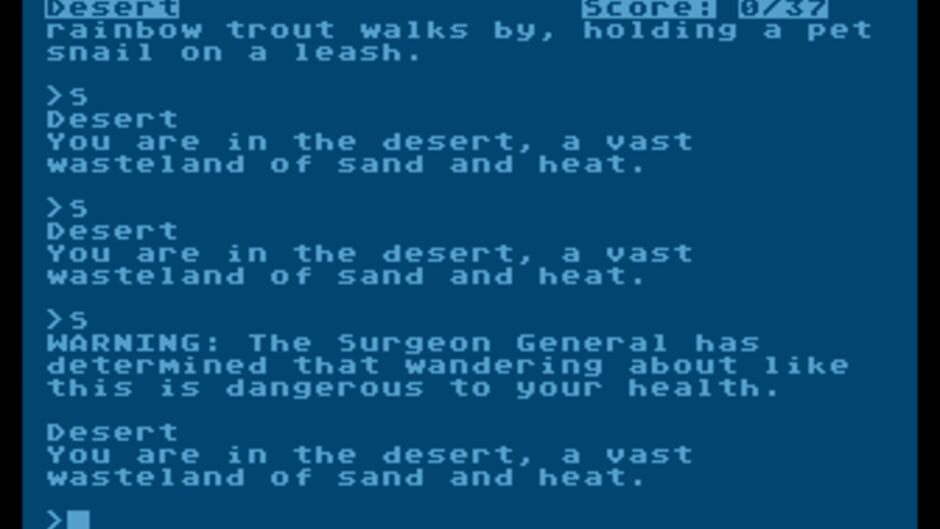 Desert Score: 0/37
rainbow trout walks by, holding a pet
snail on a leash.
>S
Desert
You are in the desert, a vast
wasteland of sand and heat.
>S
Desert
You are in the desert, a vast
wasteland of sand and heat.
>S
WARNING: The Surgeon General has
determined that wandering about like
this is dangerous to your health.
Desert
You are in the desert, a vast
wasteland of sand and heat.
>